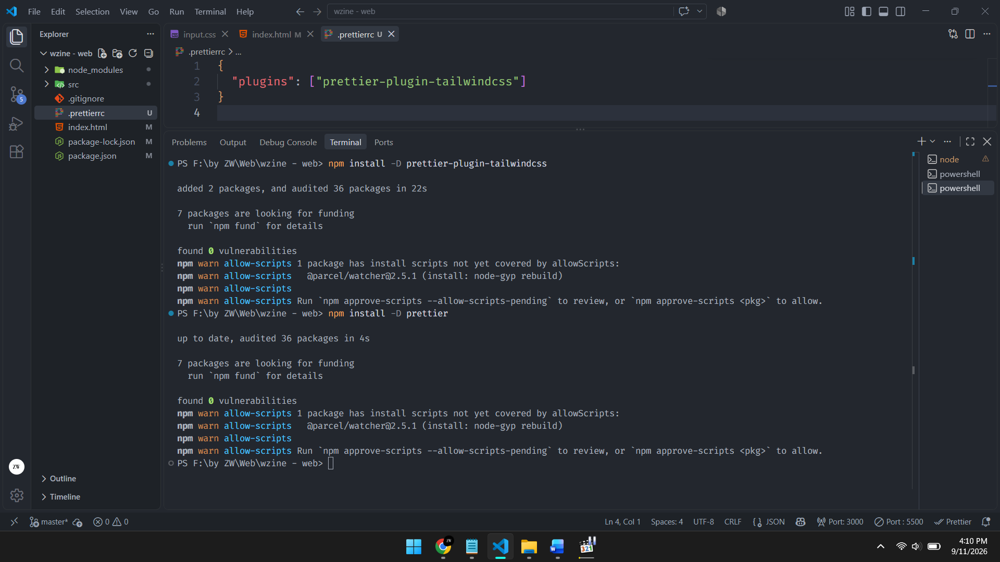 File Edit Selection View Go Run Terminal Help
wzine - web
Explorer
wzine - web
node_modules
src
.gitignore
.prettierrc U
index.html M
package-lock.json M
package.json M
5
ZW
Outline
Timeline
input.css
index.html M
.prettierrc U
.prettierrc > ...
1 {
2 "plugins": ["prettier-plugin-tailwindcss"]
3 }
4
Problems Output Debug Console Terminal Ports
node
powershell
powershell
PS F:\by ZW\Web\wzine - web> npm install -D prettier-plugin-tailwindcss
added 2 packages, and audited 36 packages in 22s
7 packages are looking for funding
run `npm fund` for details
found 0 vulnerabilities
npm warn allow-scripts 1 package has install scripts not yet covered by allowScripts:
npm warn allow-scripts @parcel/watcher@2.5.1 (install: node-gyp rebuild)
npm warn allow-scripts
npm warn allow-scripts Run `npm approve-scripts --allow-scripts-pending` to review, or `npm approve-scripts <pkg>` to allow.
PS F:\by ZW\Web\wzine - web> npm install -D prettier
up to date, audited 36 packages in 4s
7 packages are looking for funding
run `npm fund` for details
found 0 vulnerabilities
npm warn allow-scripts 1 package has install scripts not yet covered by allowScripts:
npm warn allow-scripts @parcel/watcher@2.5.1 (install: node-gyp rebuild)
npm warn allow-scripts
npm warn allow-scripts Run `npm approve-scripts --allow-scripts-pending` to review, or `npm approve-scripts <pkg>` to allow.
PS F:\by ZW\Web\wzine - web>
master* 0 0
Ln 4, Col 1 Spaces: 4 UTF-8 CRLF {} JSON Port: 3000 Port : 5500 Prettier
321
4:10 PM
9/11/2026